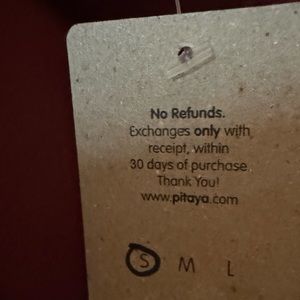 No Refunds.
Exchanges only with
receipt, within
30 days of purchase.
Thank You!
www.pitaya.com
S M L